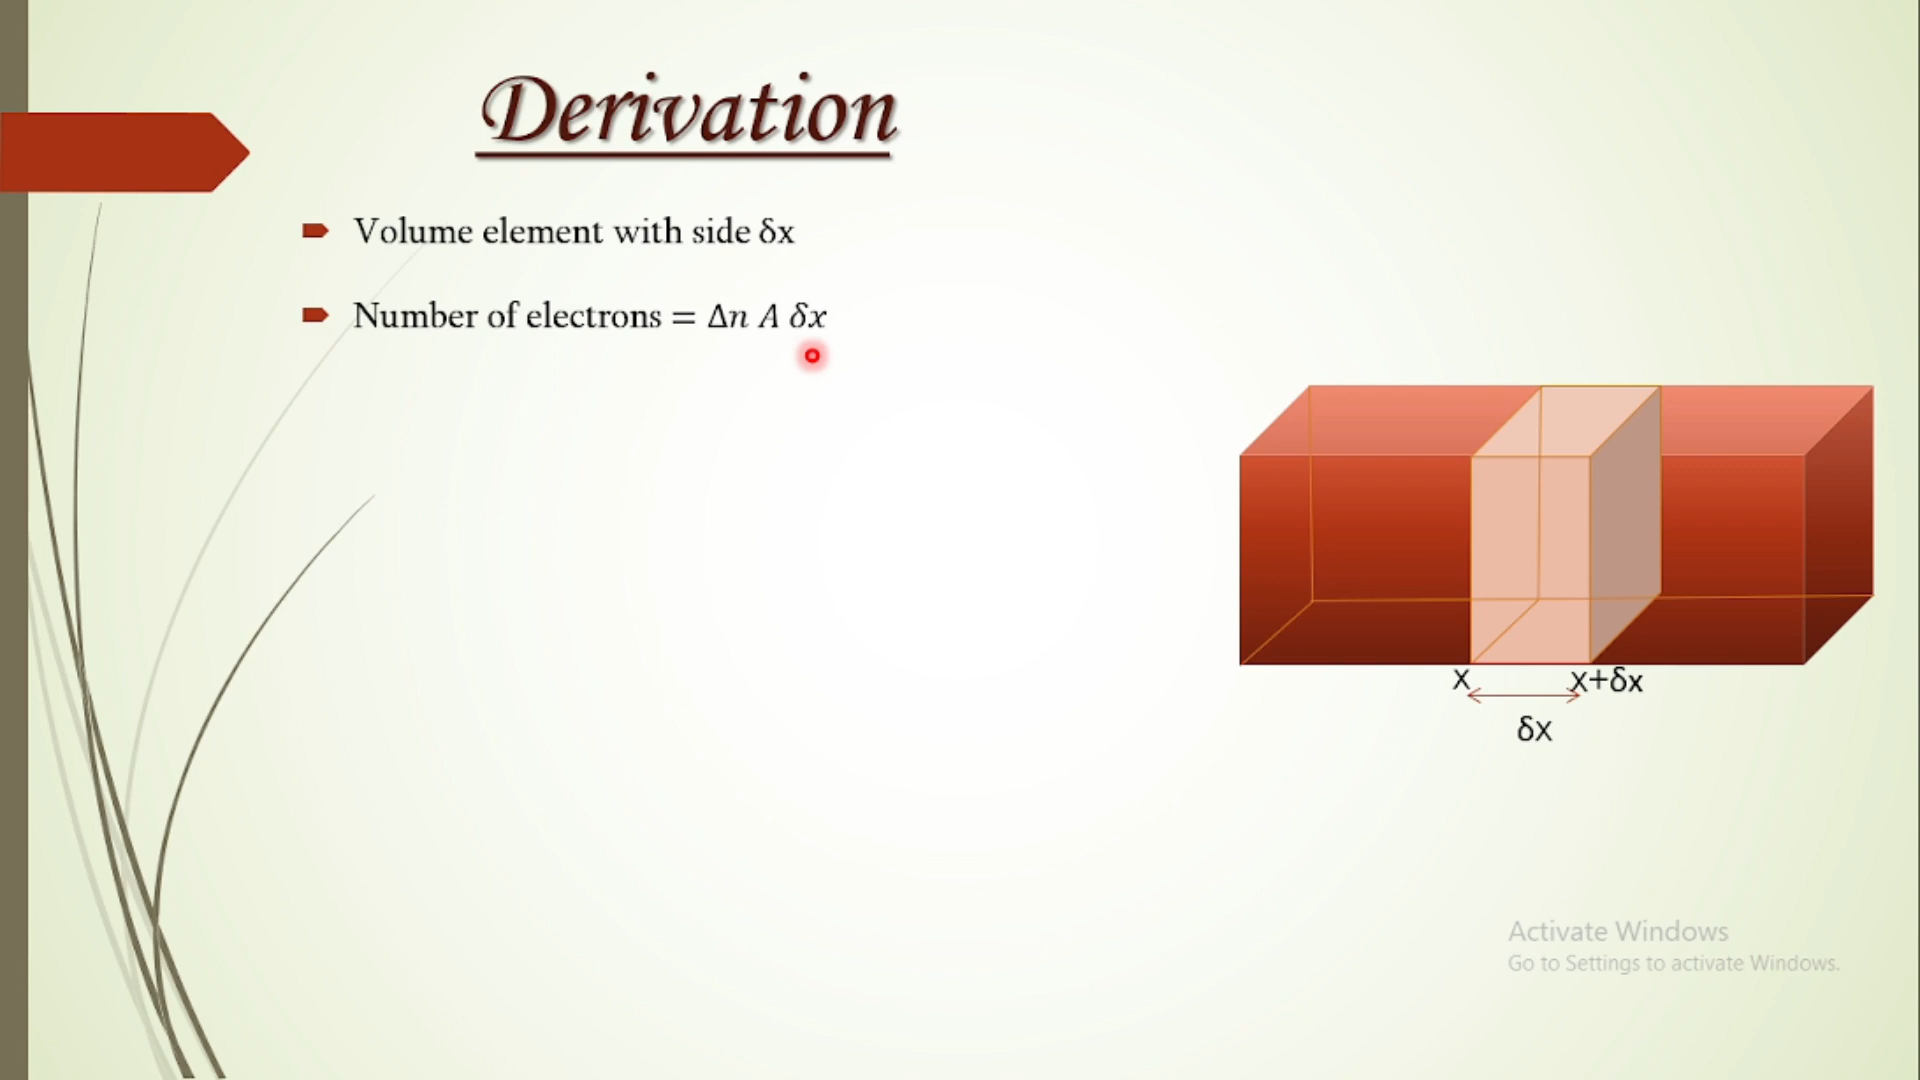 Derivation
Volume element with side δx
Number of electrons = Δn A δx
x
x+δx
δx
Activate Windows
Go to Settings to activate Windows.